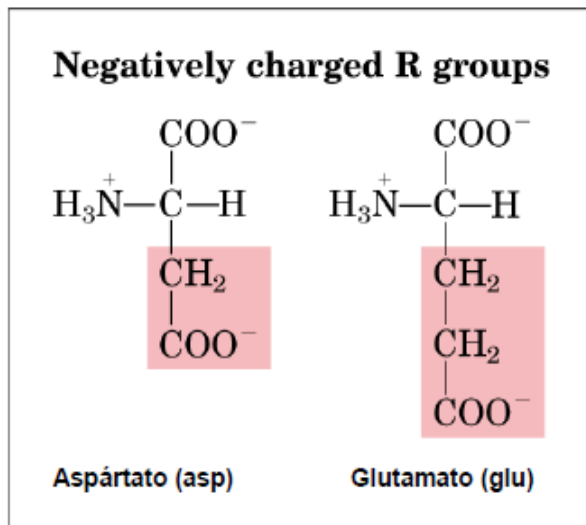 Negatively charged R groups
COO⁻ COO⁻
H₃N⁺—C—H H₃N⁺—C—H
CH₂ CH₂
COO⁻ CH₂
COO⁻
Aspártato (asp) Glutamato (glu)